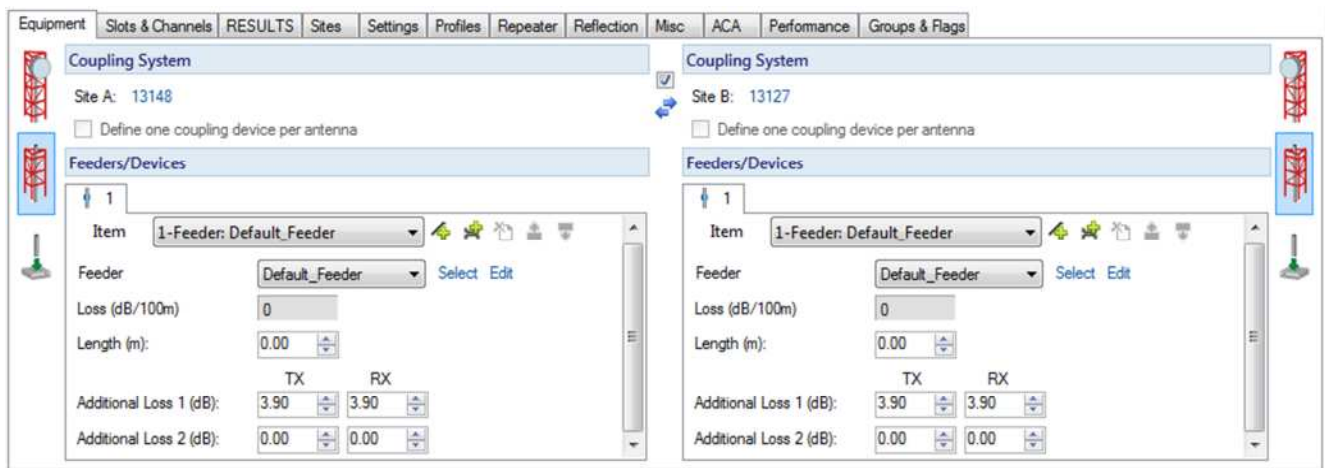 Equipment Slots & Channels RESULTS Sites Settings Profiles Repeater Reflection Misc ACA Performance Groups & Flags
Coupling System
Site A: 13148
Define one coupling device per antenna
Feeders/Devices
1
Item 1-Feeder: Default_Feeder
Feeder Default_Feeder Select Edit
Loss (dB/100m) 0
Length (m): 0.00
TX RX
Additional Loss 1 (dB): 3.90 3.90
Additional Loss 2 (dB): 0.00 0.00
Coupling System
Site B: 13127
Define one coupling device per antenna
Feeders/Devices
1
Item 1-Feeder: Default_Feeder
Feeder Default_Feeder Select Edit
Loss (dB/100m) 0
Length (m): 0.00
TX RX
Additional Loss 1 (dB): 3.90 3.90
Additional Loss 2 (dB): 0.00 0.00